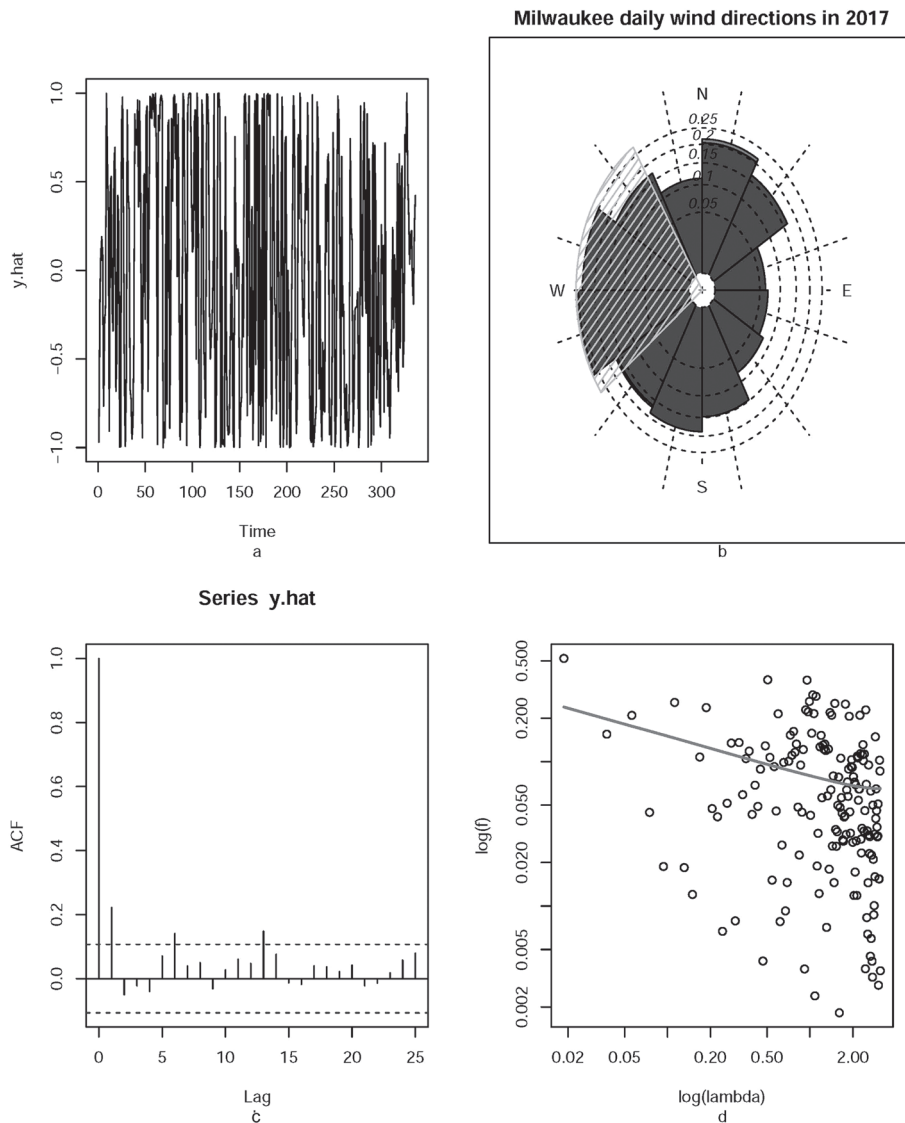 Milwaukee daily wind directions in 2017
y.hat
1.0
0.5
0.0
−0.5
−1.0
0 50 100 150 200 250 300
Time
a
N
0.25
0.2
0.15
0.1
0.05
W
E
S
b
Series y.hat
ACF
1.0
0.8
0.6
0.4
0.2
0.0
0 5 10 15 20 25
Lag
c
log(f)
0.500
0.200
0.050
0.020
0.005
0.002
0.02 0.05 0.20 0.50 2.00
log(lambda)
d